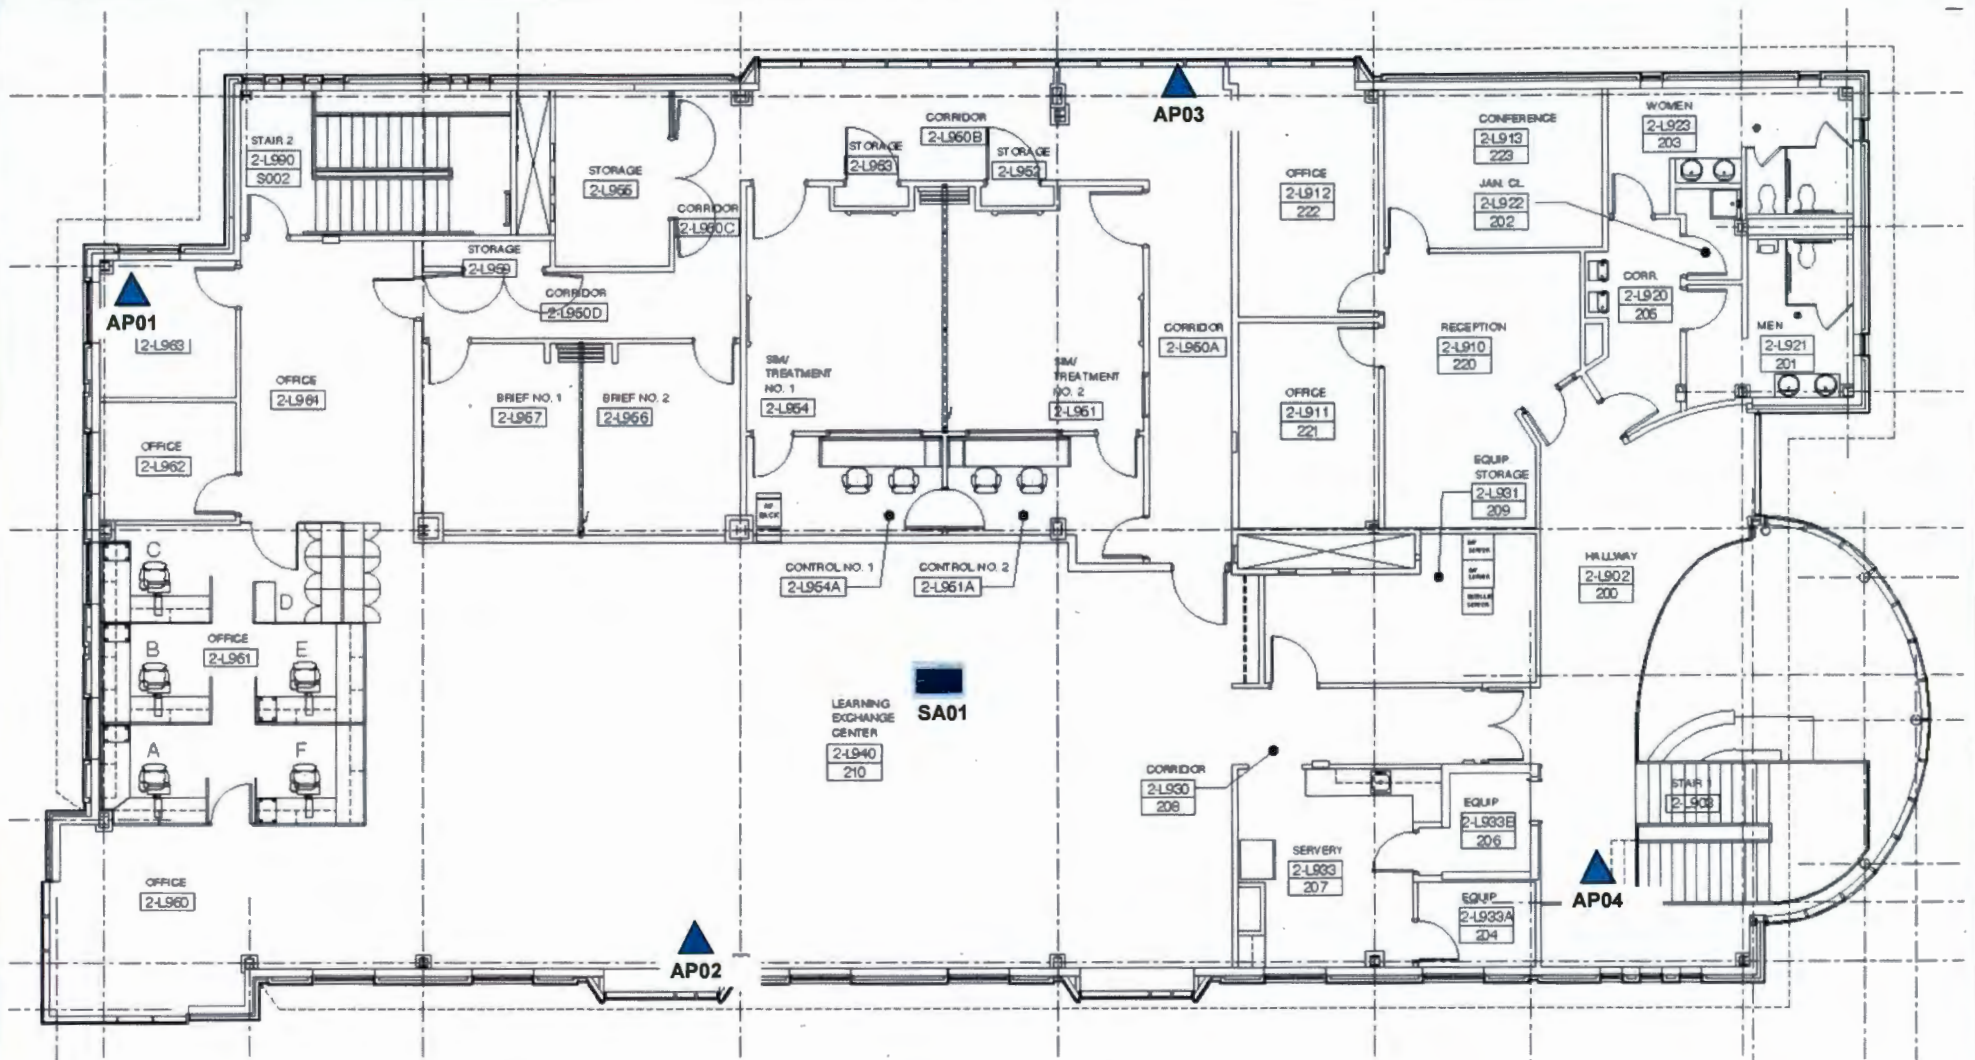 AP03
WOMEN
2-L923
203
CONFERENCE
2-L913
223
CORRIDOR
2-L950B
STAIR 2
2-L990
S002
STORAGE
2-L953
STORAGE
2-L952
STORAGE
2-L955
OFFICE
2-L912
222
JAN. CL.
2-L922
202
CORRIDOR
2-L950C
STORAGE
2-L959
CORRIDOR
2-L950D
CORR.
2-L920
205
AP01
2-L963
CORRIDOR
2-L950A
RECEPTION
2-L910
220
MEN
2-L921
201
OFFICE
2-L964
SIM/
TREATMENT
NO. 1
2-L954
SIM/
TREATMENT
NO. 2
2-L951
BRIEF NO. 1
2-L957
BRIEF NO. 2
2-L956
OFFICE
2-L911
221
OFFICE
2-L962
EQUIP
STORAGE
2-L931
209
C
CONTROL NO. 1
2-L954A
CONTROL NO. 2
2-L951A
HALLWAY
2-L902
200
D
OFFICE
2-L961
B
E
SA01
LEARNING
EXCHANGE
CENTER
2-L940
210
A
F
CORRIDOR
2-L930
208
STAIR 1
2-L903
EQUIP
2-L933B
206
SERVERY
2-L933
207
OFFICE
2-L960
EQUIP
2-L933A
204
AP04
AP02